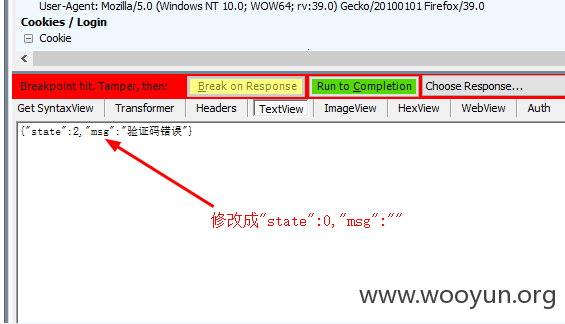 User-Agent: Mozilla/5.0 (Windows NT 10.0; WOW64; rv:39.0) Gecko/20100101 Firefox/39.0
Cookies / Login
Cookie
Breakpoint hit. Tamper, then: Break on Response Run to Completion Choose Response...
Get SyntaxView Transformer Headers TextView ImageView HexView WebView Auth
{"state":2,"msg":"验证码错误"}
修改成"state":0,"msg":""
www.wooyun.org